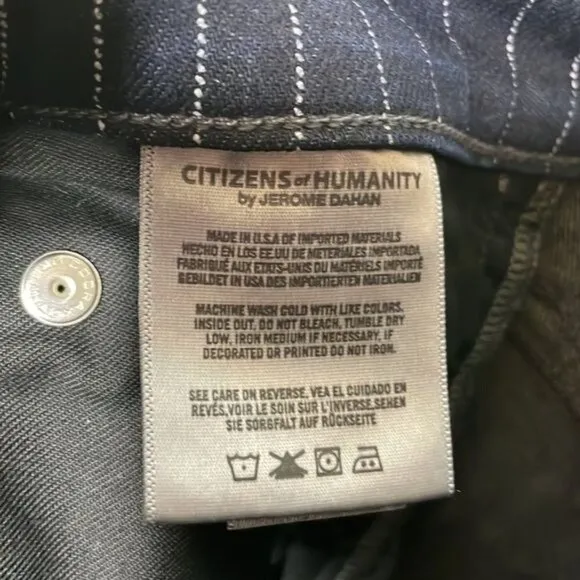 CITIZENS of HUMANITY
by JEROME DAHAN
MADE IN U.S.A OF IMPORTED MATERIALS
HECHO EN LOS EE.UU DE METERIALES IMPORTADA
FABRIQUE AUX ETATS-UNIS DU MATÉRIELS IMPORTÉ
GEBILDET IN USA DES IMPORTIERTEN MATERIALIEN
MACHINE WASH COLD WITH LIKE COLORS.
INSIDE OUT. DO NOT BLEACH, TUMBLE DRY
LOW, IRON MEDIUM IF NECESSARY, IF
DECORATED OR PRINTED DO NOT IRON.
SEE CARE ON REVERSE. VEA EL CUIDADO EN
REVÉS,VOIR LE SOIN SUR L'INVERSE.SEHEN
SIE SORGFALT AUF RÜCKSEITE